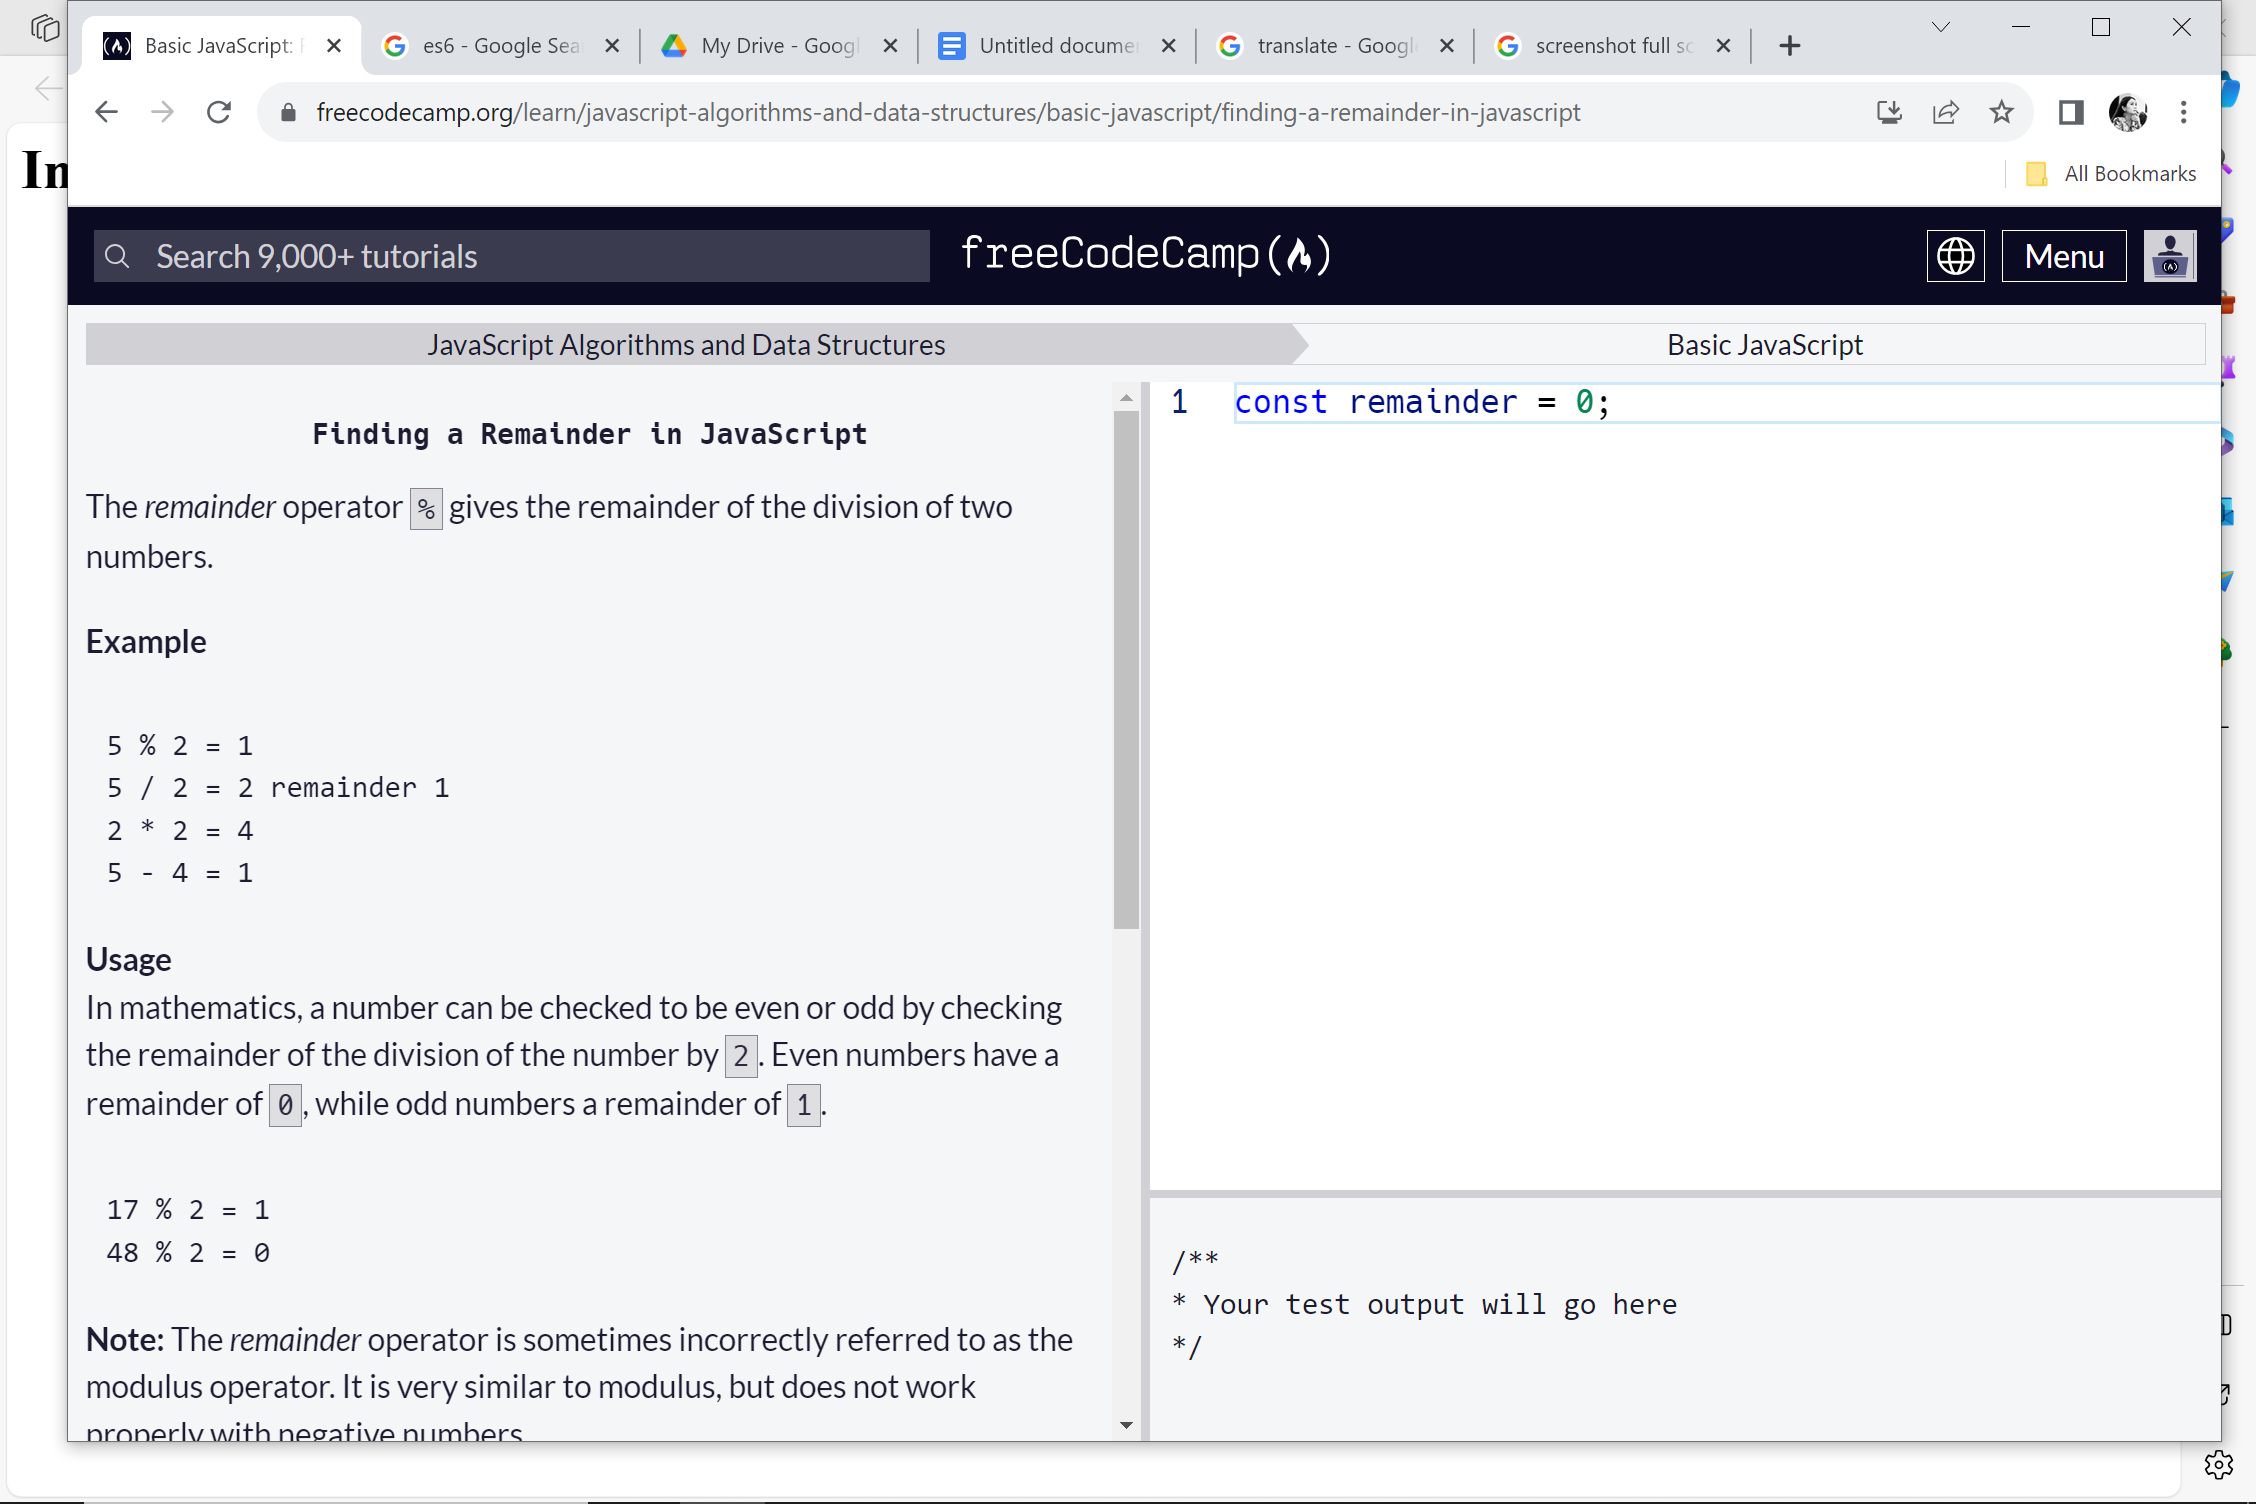 Basic JavaScript:
es6 - Google Sea
My Drive - Googl
Untitled docume
translate - Googl
screenshot full sc
freecodecamp.org/learn/javascript-algorithms-and-data-structures/basic-javascript/finding-a-remainder-in-javascript
All Bookmarks
In
Search 9,000+ tutorials
freeCodeCamp(🔥)
Menu
JavaScript Algorithms and Data Structures
Basic JavaScript
Finding a Remainder in JavaScript
The remainder operator % gives the remainder of the division of two
numbers.
Example
5 % 2 = 1
5 / 2 = 2 remainder 1
2 * 2 = 4
5 - 4 = 1
Usage
In mathematics, a number can be checked to be even or odd by checking
the remainder of the division of the number by 2. Even numbers have a
remainder of 0, while odd numbers a remainder of 1.
17 % 2 = 1
48 % 2 = 0
Note: The remainder operator is sometimes incorrectly referred to as the
modulus operator. It is very similar to modulus, but does not work
properly with negative numbers.
1 const remainder = 0;
/**
* Your test output will go here
*/